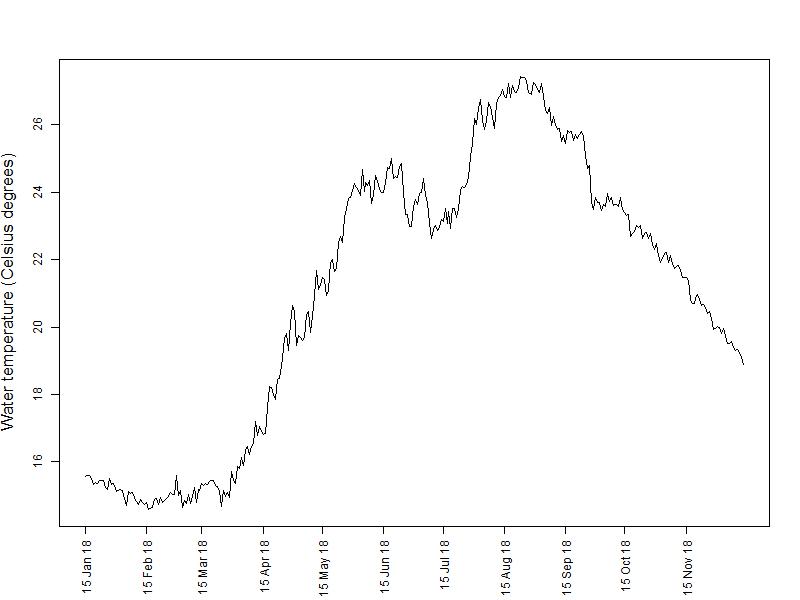 Water temperature (Celsius degrees)
26
24
22
20
18
16
15 Jan 18
15 Feb 18
15 Mar 18
15 Apr 18
15 May 18
15 Jun 18
15 Jul 18
15 Aug 18
15 Sep 18
15 Oct 18
15 Nov 18